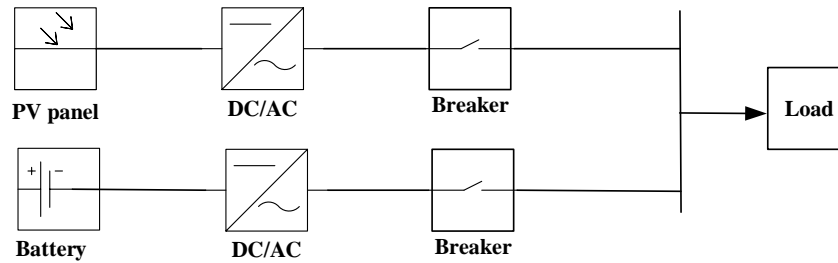 PV panel
DC/AC
Breaker
Load
+ −
Battery
DC/AC
Breaker